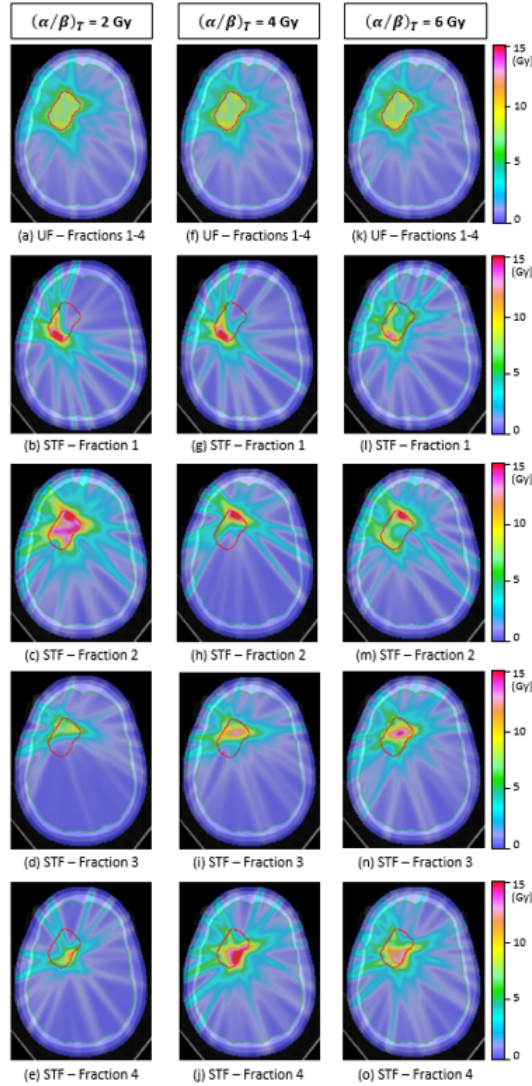 (α/β)T = 2 Gy
(α/β)T = 4 Gy
(α/β)T = 6 Gy
15
(Gy)
10
5
0
(a) UF – Fractions 1-4
(f) UF – Fractions 1-4
(k) UF – Fractions 1-4
15
(Gy)
10
5
0
(b) STF – Fraction 1
(g) STF – Fraction 1
(l) STF – Fraction 1
15
(Gy)
10
5
0
(c) STF – Fraction 2
(h) STF – Fraction 2
(m) STF – Fraction 2
15
(Gy)
10
5
0
(d) STF – Fraction 3
(i) STF – Fraction 3
(n) STF – Fraction 3
15
(Gy)
10
5
0
(e) STF – Fraction 4
(j) STF – Fraction 4
(o) STF – Fraction 4